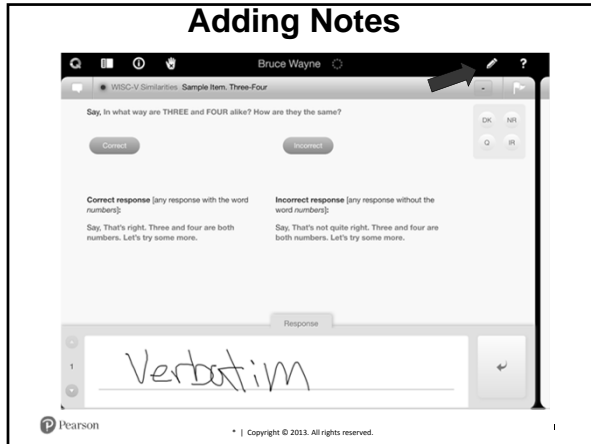 Adding Notes
Bruce Wayne
?
WISC-V Similarities Sample Item. Three-Four
Say, In what way are THREE and FOUR alike? How are they the same?
DK NR
Correct Incorrect
Q IR
Correct response [any response with the word numbers]:
Say, That's right. Three and four are both numbers. Let's try some more.
Incorrect response [any response without the word numbers]:
Say, That's not quite right. Three and four are both numbers. Let's try some more.
Response
1
Verbatim
Pearson
* | Copyright © 2013. All rights reserved.